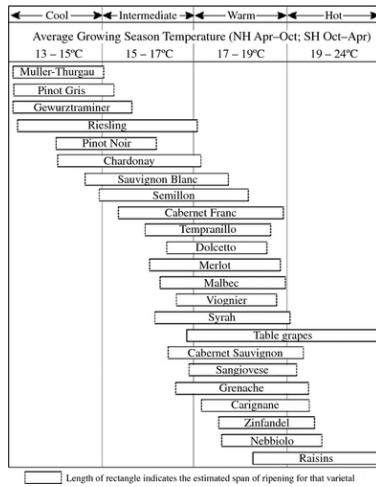 Cool Intermediate Warm Hot
Average Growing Season Temperature (NH Apr–Oct; SH Oct–Apr)
13 – 15ºC 15 – 17ºC 17 – 19ºC 19 – 24ºC
Muller-Thurgau
Pinot Gris
Gewurztraminer
Riesling
Pinot Noir
Chardonay
Sauvignon Blanc
Semillon
Cabernet Franc
Tempranillo
Dolcetto
Merlot
Malbec
Viognier
Syrah
Table grapes
Cabernet Sauvignon
Sangiovese
Grenache
Carignane
Zinfandel
Nebbiolo
Raisins
Length of rectangle indicates the estimated span of ripening for that varietal